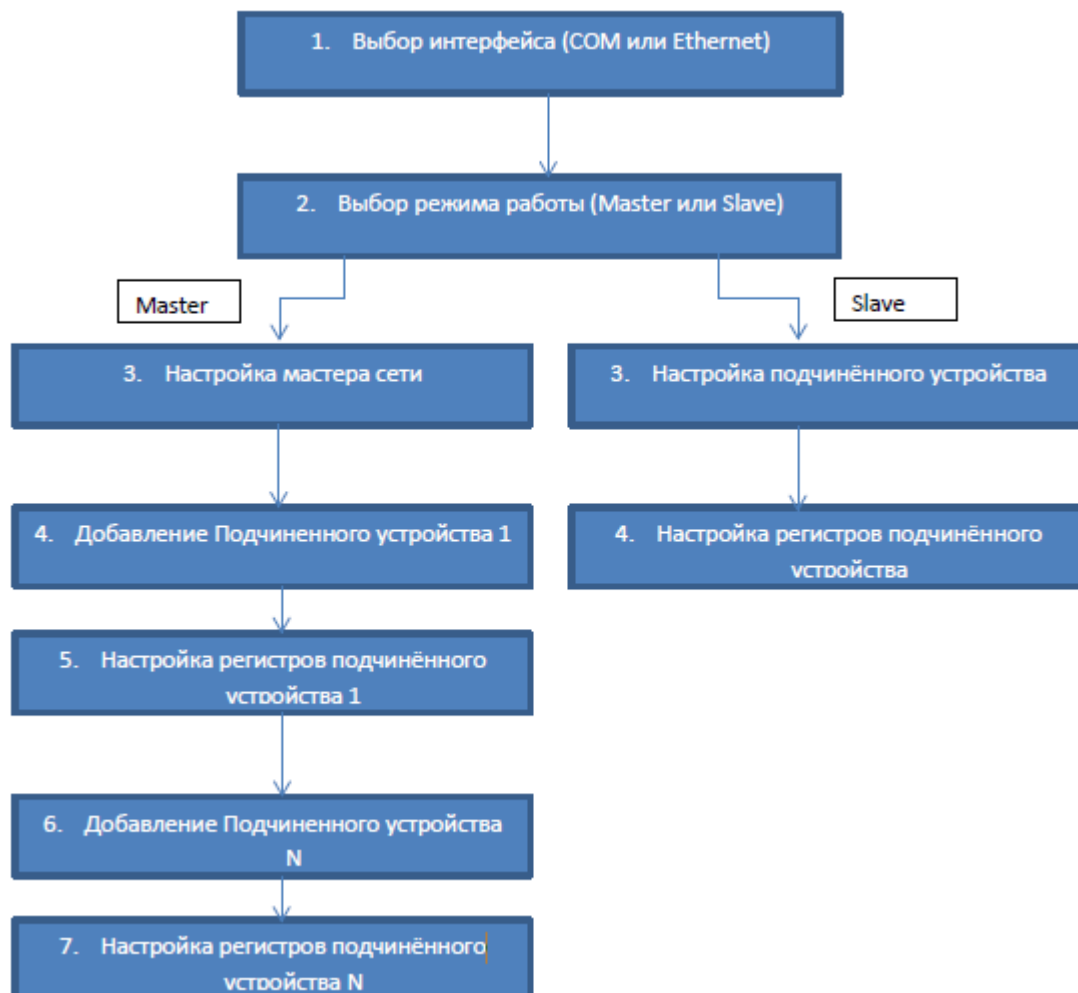 1. Выбор интерфейса (COM или Ethernet)
2. Выбор режима работы (Master или Slave)
Master
Slave
3. Настройка мастера сети
3. Настройка подчинённого устройства
4. Добавление Подчиненного устройства 1
4. Настройка регистров подчинённого
устройства
5. Настройка регистров подчинённого
устройства 1
6. Добавление Подчиненного устройства
N
7. Настройка регистров подчинённого
устройства N